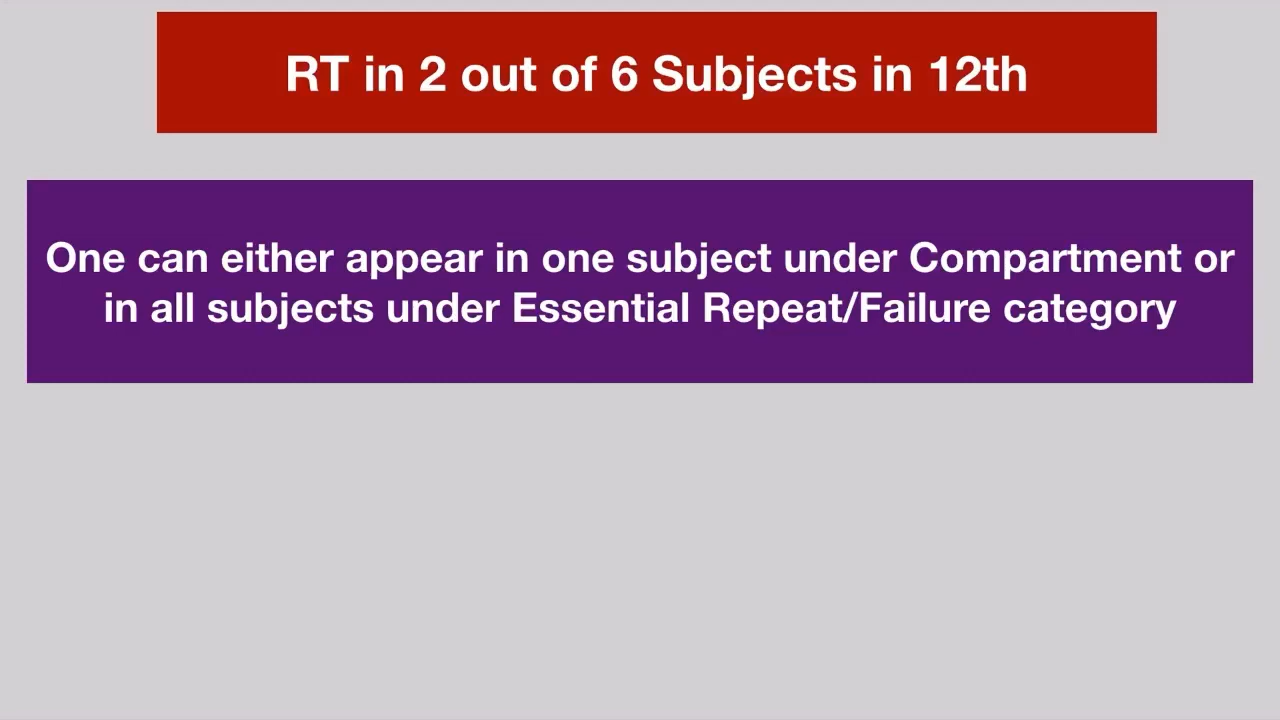 RT in 2 out of 6 Subjects in 12th
One can either appear in one subject under Compartment or
in all subjects under Essential Repeat/Failure category